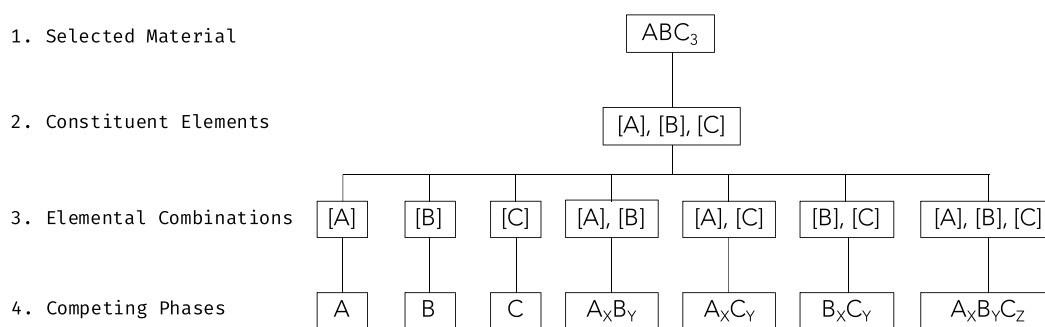 1. Selected Material ABC₃
2. Constituent Elements [A], [B], [C]
3. Elemental Combinations [A] [B] [C] [A], [B] [A], [C] [B], [C] [A], [B], [C]
4. Competing Phases A B C AₓBᵧ AₓCᵧ BₓCᵧ AₓBᵧC_Z